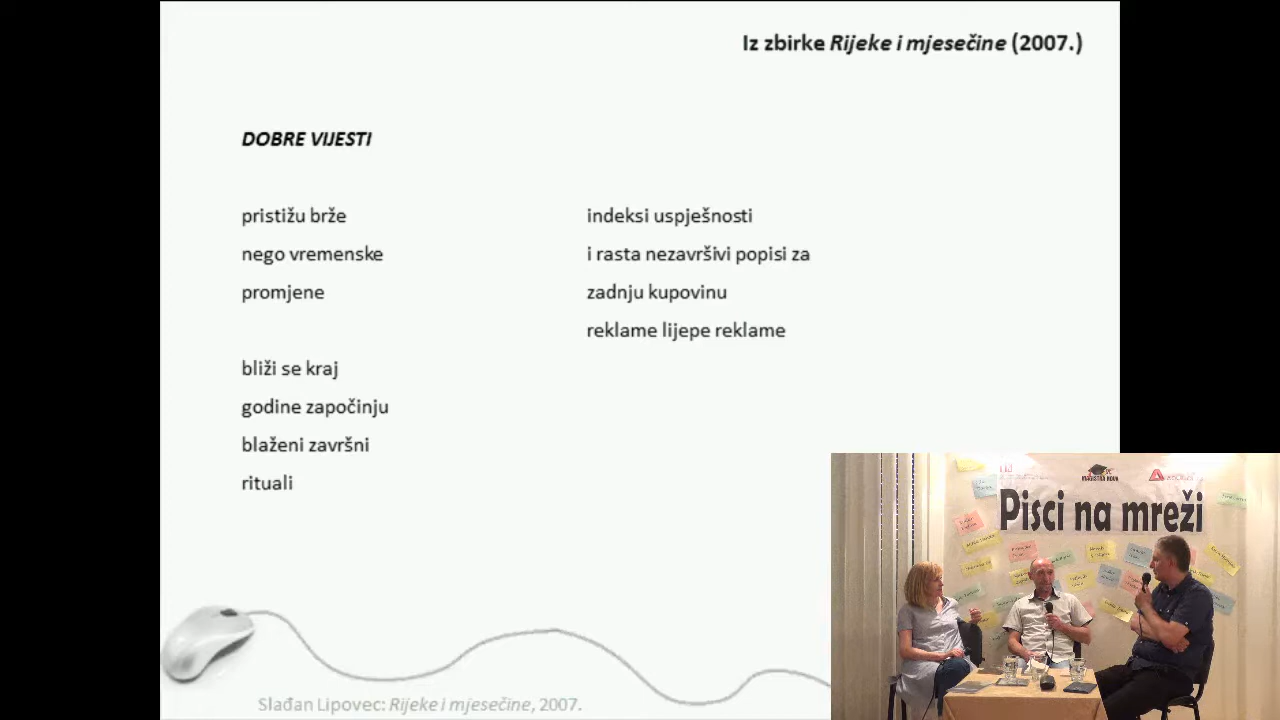 Iz zbirke Rijeke i mjesečine (2007.)
DOBRE VIJESTI
pristižu brže
nego vremenske
promjene
bliži se kraj
godine započinju
blaženi završni
rituali
indeksi uspješnosti
i rasta nezavršivi popisi za
zadnju kupovinu
reklame lijepe reklame
Slađan Lipovec: Rijeke i mjesečine, 2007.
MAGISTRA NOVA
Pisci na mreži